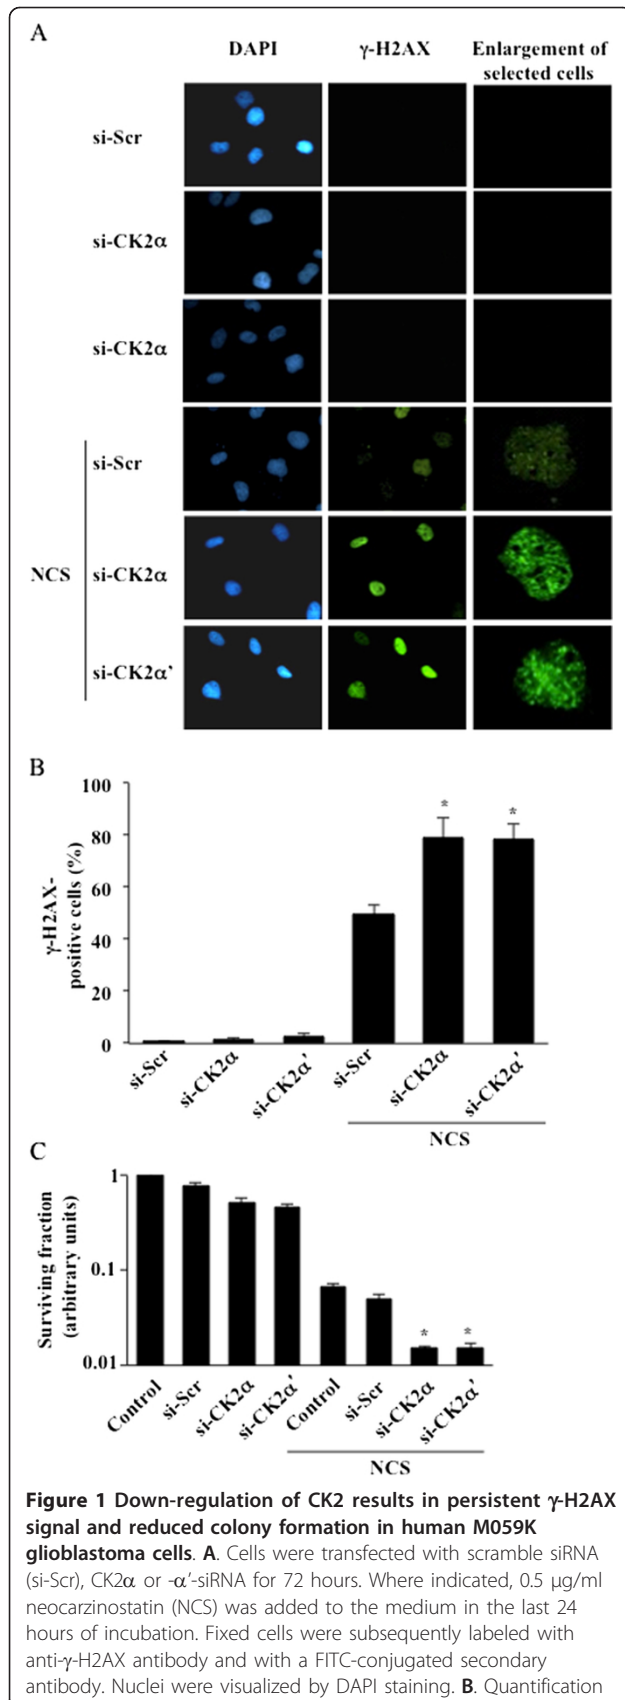 A
DAPI γ-H2AX Enlargement of
selected cells
si-Scr
si-CK2α
si-CK2α
si-Scr
NCS si-CK2α
si-CK2α'
B
100
80
60
40
20
0
γ-H2AX-
positive cells (%)
* *
si-Scr si-CK2α si-CK2α' si-Scr si-CK2α si-CK2α'
NCS
C
1
0.1
0.01
Surviving fraction
(arbitrary units)
* *
Control si-Scr si-CK2α si-CK2α' Control si-Scr si-CK2α si-CK2α'
NCS
Figure 1 Down-regulation of CK2 results in persistent γ-H2AX
signal and reduced colony formation in human M059K
glioblastoma cells. A. Cells were transfected with scramble siRNA
(si-Scr), CK2α or -α'-siRNA for 72 hours. Where indicated, 0.5 μg/ml
neocarzinostatin (NCS) was added to the medium in the last 24
hours of incubation. Fixed cells were subsequently labeled with
anti-γ-H2AX antibody and with a FITC-conjugated secondary
antibody. Nuclei were visualized by DAPI staining. B. Quantification